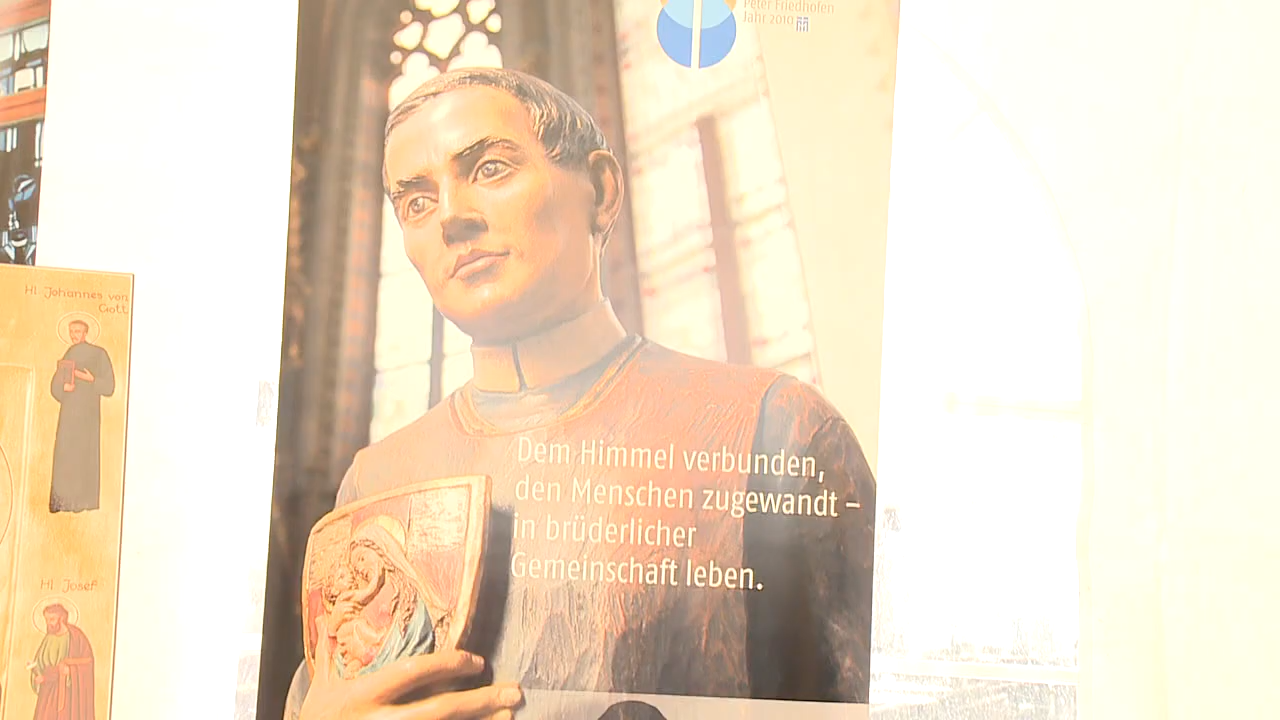 Peter Friedhofen
Jahr 2010
Hl. Johannes von
Gott
Dem Himmel verbunden,
den Menschen zugewandt –
in brüderlicher
Gemeinschaft leben.
Hl. Josef